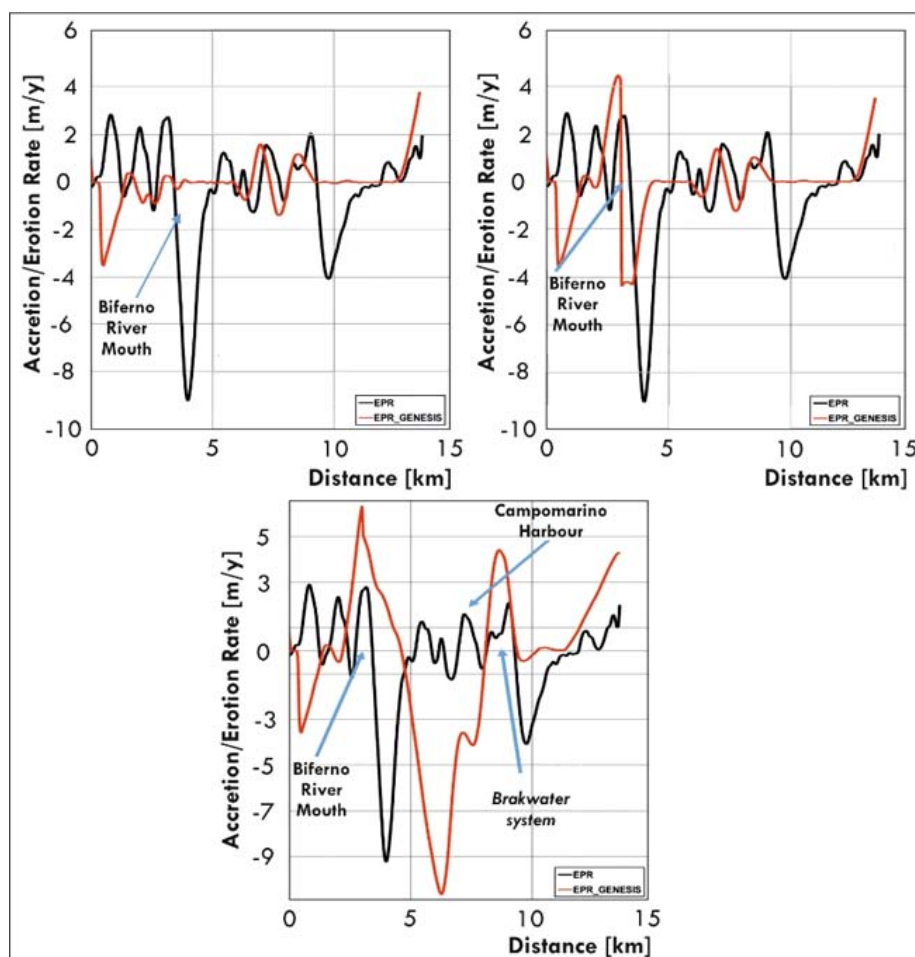 6
4
2
0
-2
-4
-6
-8
-10
0
5
10
15
Accretion/Erotion Rate [m/y]
Distance [km]
Biferno
River
Mouth
EPR
EPR_GENESIS
6
4
2
0
-2
-4
-6
-8
-10
0
5
10
15
Accretion/Erotion Rate [m/y]
Distance [km]
Biferno
River
Mouth
EPR
EPR_GENESIS
5
3
0
-3
-5
-7
-9
0
5
10
15
Accretion/Erotion Rate [m/y]
Distance [km]
Campomarino
Harbour
Biferno
River
Mouth
Brakwater
system
EPR
EPR_GENESIS